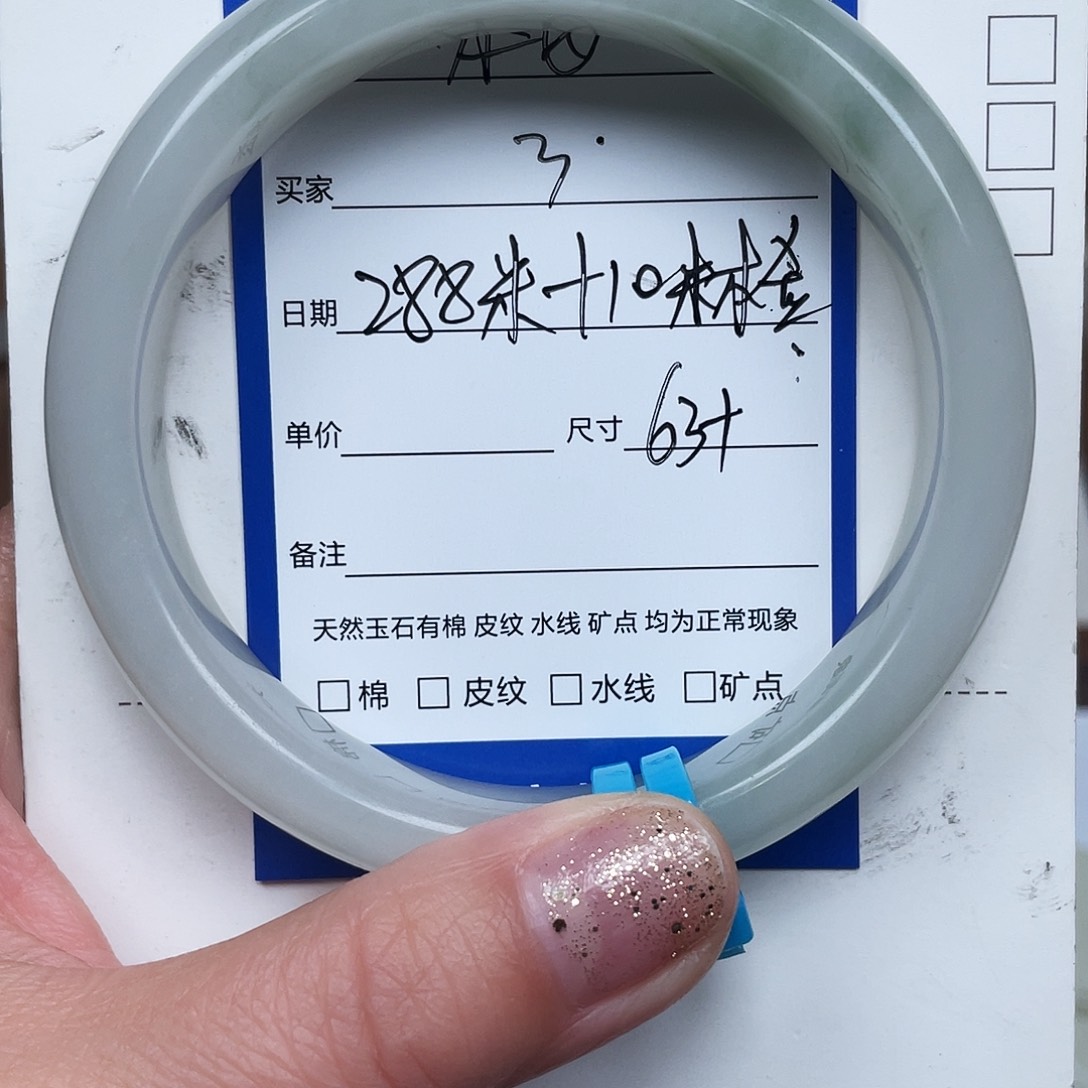 买家 3.
日期 288米+10米检
单价 尺寸 63+
备注
天然玉石有棉 皮纹 水线 矿点 均为正常现象
□棉 □皮纹 □水线 □矿点